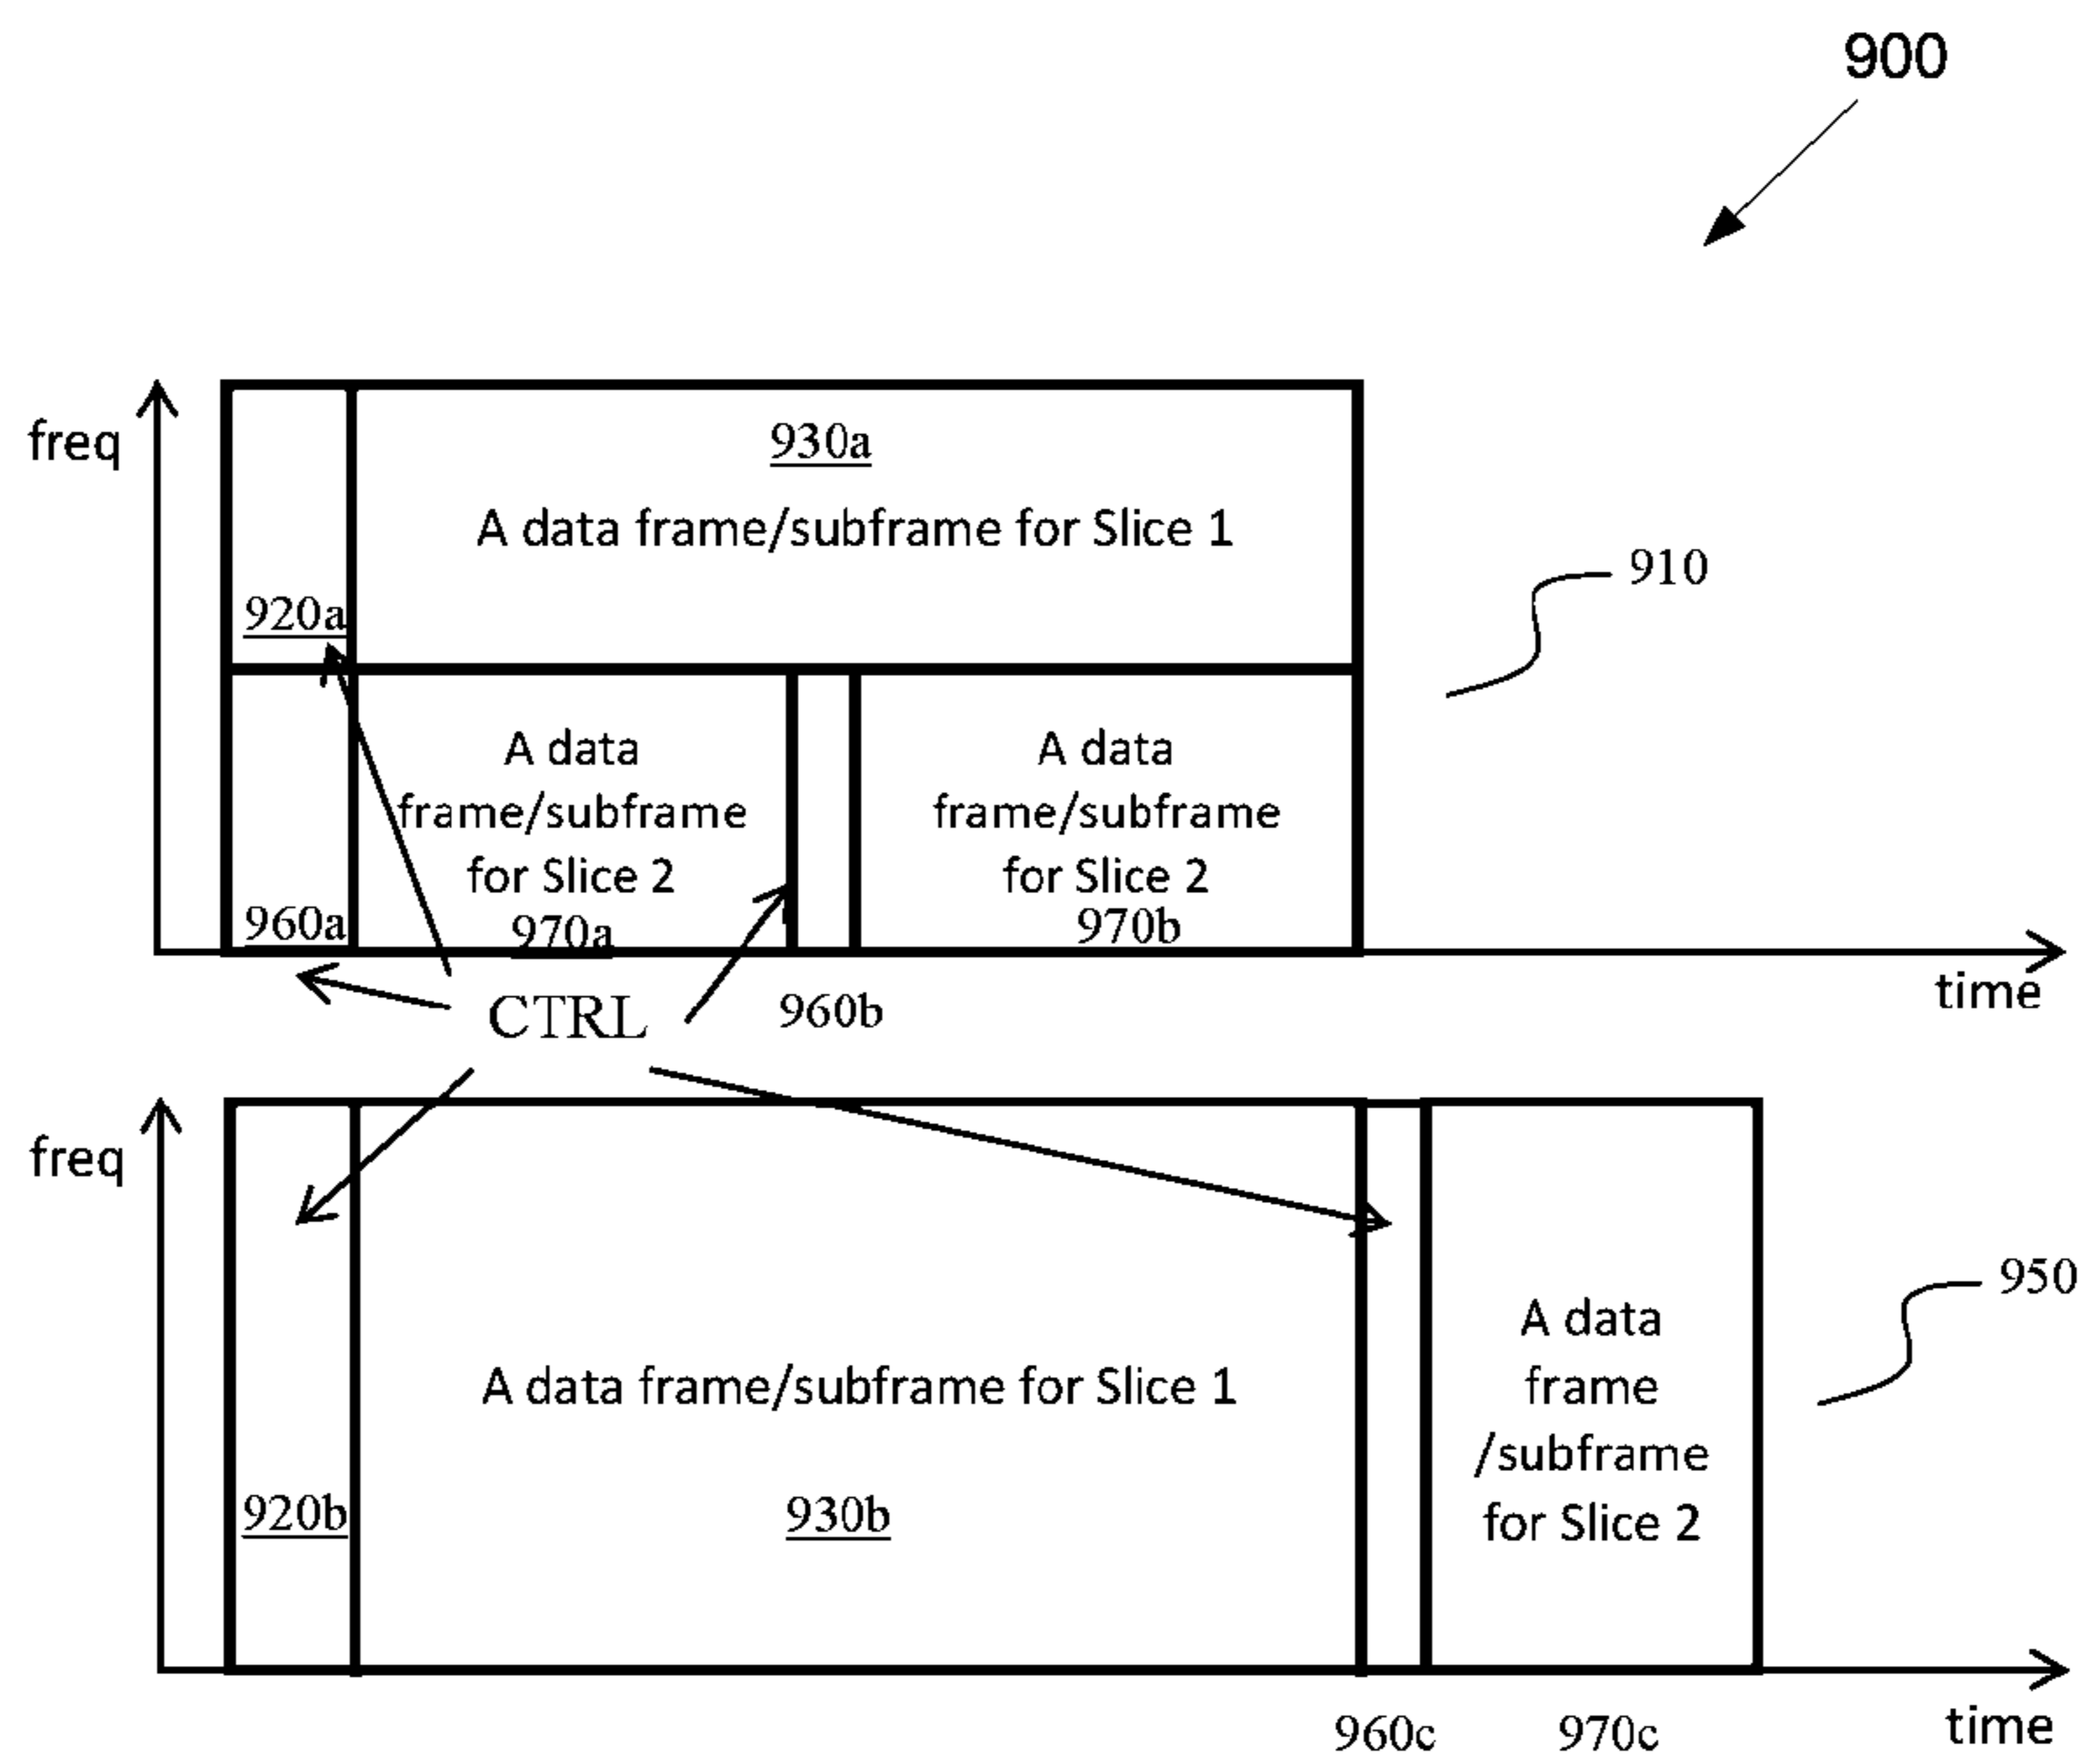 900
freq
930a
A data frame/subframe for Slice 1
910
920a
A data
frame/subframe
for Slice 2
970a
A data
frame/subframe
for Slice 2
970b
960a
time
CTRL
960b
freq
950
A data frame/subframe for Slice 1
A data
frame
/subframe
for Slice 2
920b
930b
960c
970c
time